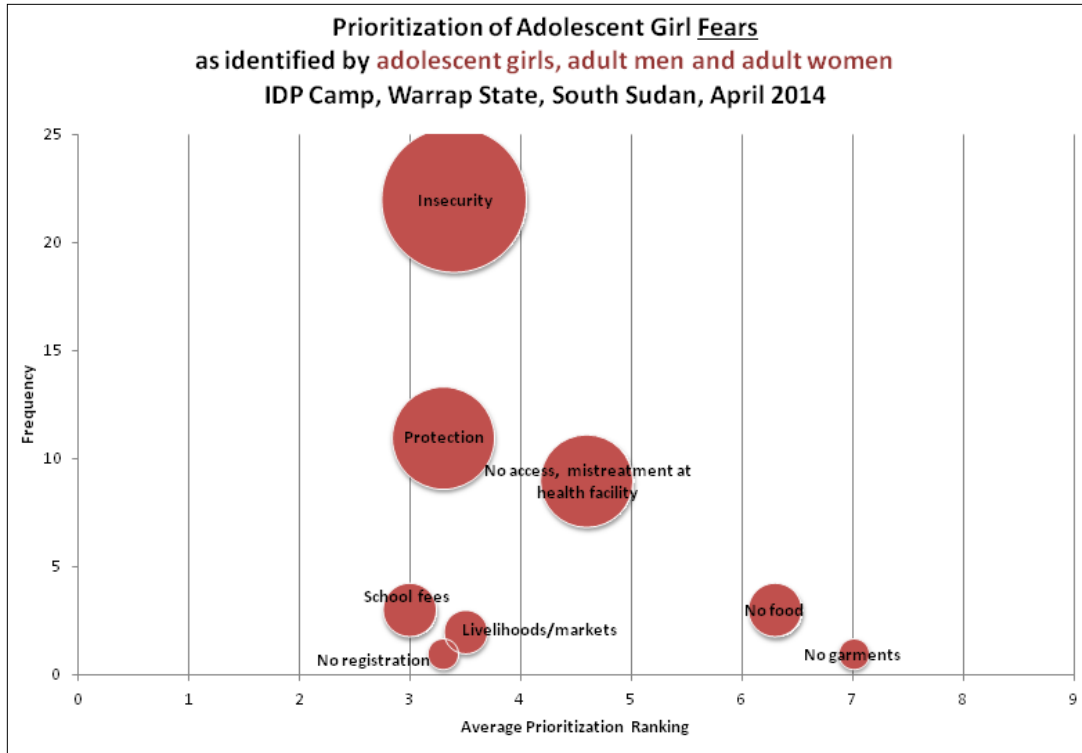 Prioritization of Adolescent Girl Fears
as identified by adolescent girls, adult men and adult women
IDP Camp, Warrap State, South Sudan, April 2014
25
20
15
10
5
0
Frequency
Insecurity
Protection
No access, mistreatment at
health facility
School fees
Livelihoods/markets
No registration
No food
No garments
0 1 2 3 4 5 6 7 8 9
Average Prioritization Ranking